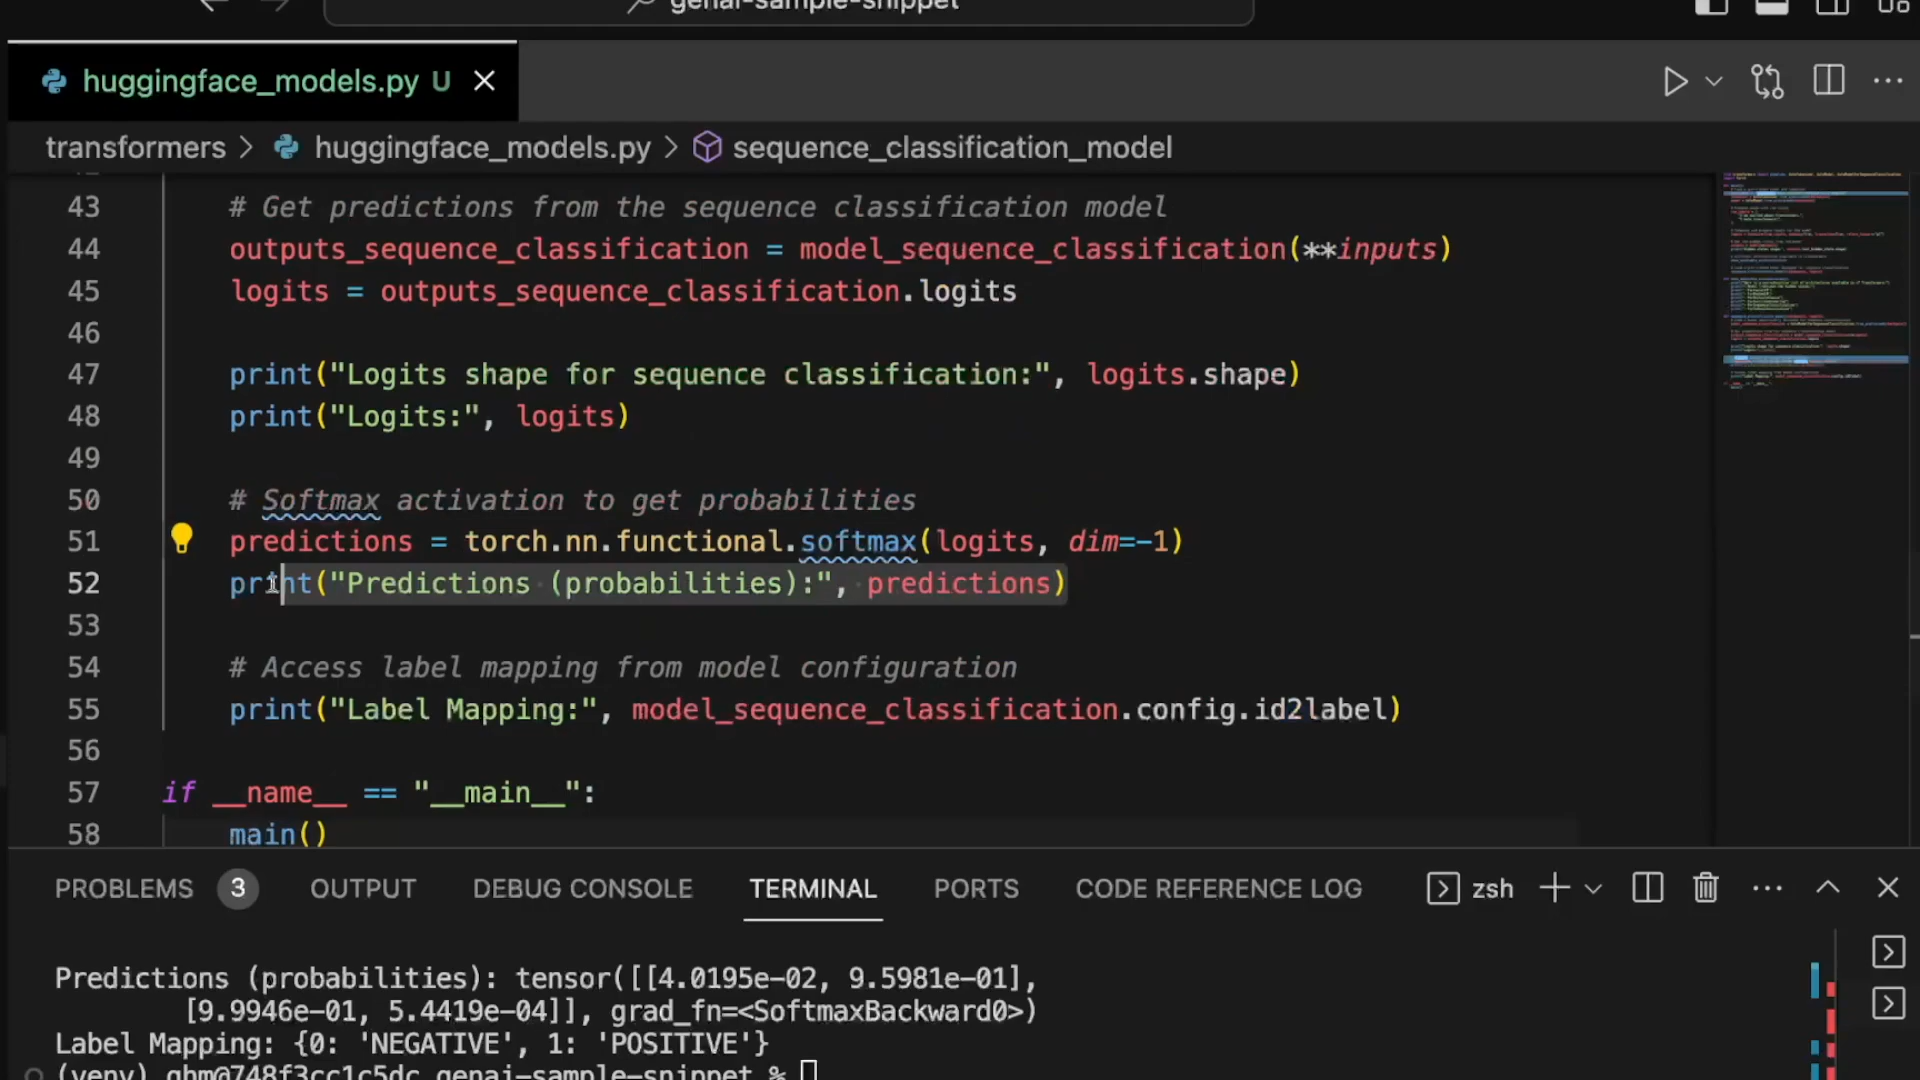 genai-sample-snippet
huggingface_models.py U
transformers > huggingface_models.py > sequence_classification_model
43 # Get predictions from the sequence classification model
44 outputs_sequence_classification = model_sequence_classification(**inputs)
45 logits = outputs_sequence_classification.logits
46
47 print("Logits shape for sequence classification:", logits.shape)
48 print("Logits:", logits)
49
50 # Softmax activation to get probabilities
51 predictions = torch.nn.functional.softmax(logits, dim=-1)
52 print("Predictions (probabilities):", predictions)
53
54 # Access label mapping from model configuration
55 print("Label Mapping:", model_sequence_classification.config.id2label)
56
57 if __name__ == "__main__":
58 main()
PROBLEMS 3 OUTPUT DEBUG CONSOLE TERMINAL PORTS CODE REFERENCE LOG zsh
Predictions (probabilities): tensor([[4.0195e-02, 9.5981e-01],
[9.9946e-01, 5.4419e-04]], grad_fn=<SoftmaxBackward0>)
Label Mapping: {0: 'NEGATIVE', 1: 'POSITIVE'}
(venv) ghm@748f3cc1c5dc genai-sample-snippet %